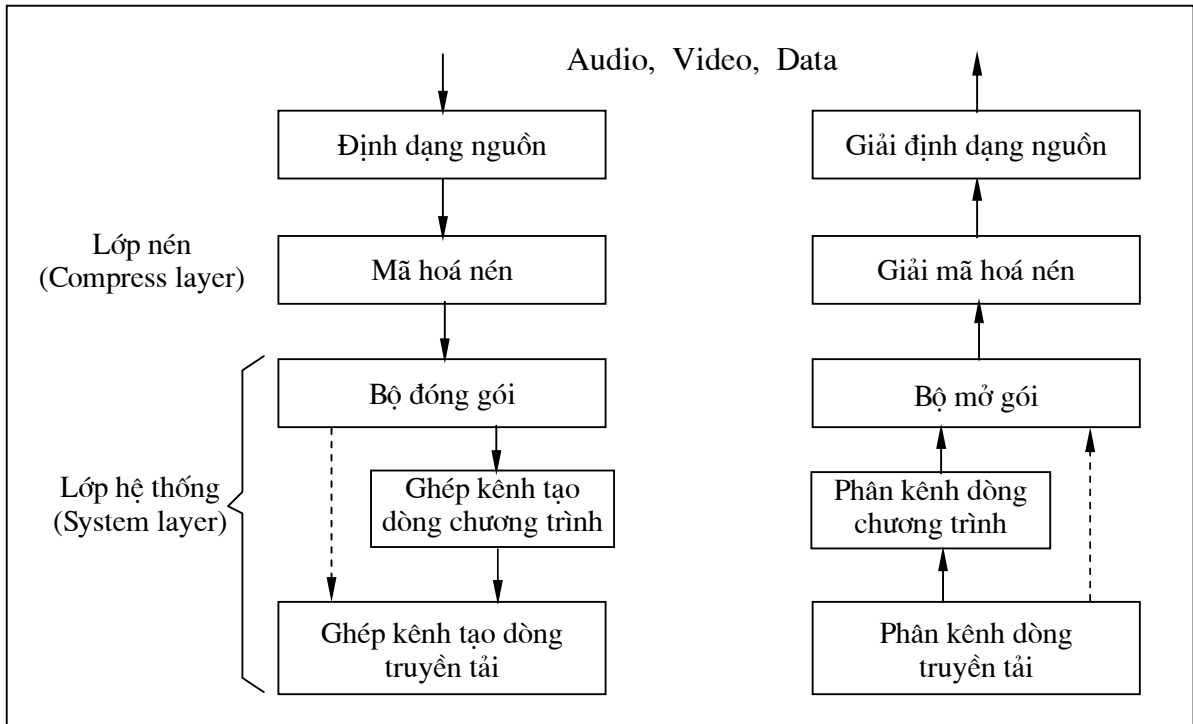 Audio, Video, Data
Định dạng nguồn
Giải định dạng nguồn
Lớp nén
(Compress layer)
Mã hoá nén
Giải mã hoá nén
Bộ đóng gói
Bộ mở gói
Lớp hệ thống
(System layer)
Ghép kênh tạo
dòng chương trình
Phân kênh dòng
chương trình
Ghép kênh tạo dòng
truyền tải
Phân kênh dòng
truyền tải